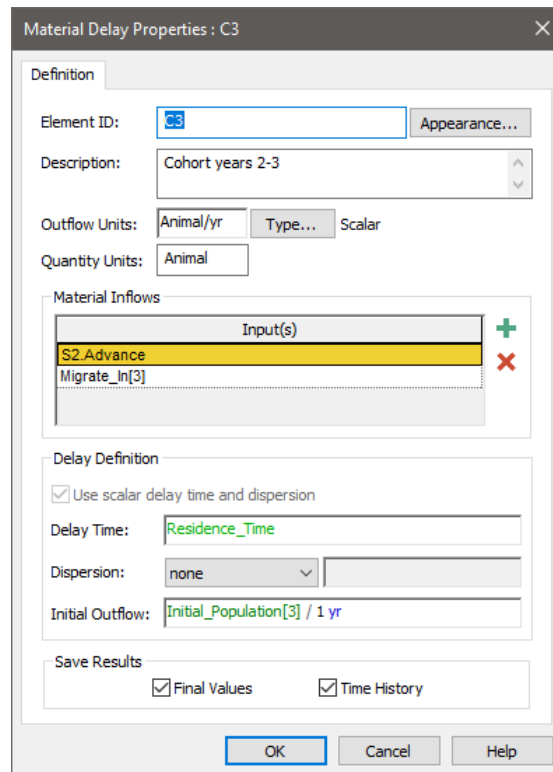 Material Delay Properties : C3
Definition
Element ID: C3 Appearance...
Description: Cohort years 2-3
Outflow Units: Animal/yr Type... Scalar
Quantity Units: Animal
Material Inflows
Input(s)
S2.Advance
Migrate_In[3]
Delay Definition
Use scalar delay time and dispersion
Delay Time: Residence_Time
Dispersion: none
Initial Outflow: Initial_Population[3] / 1 yr
Save Results
Final Values Time History
OK Cancel Help